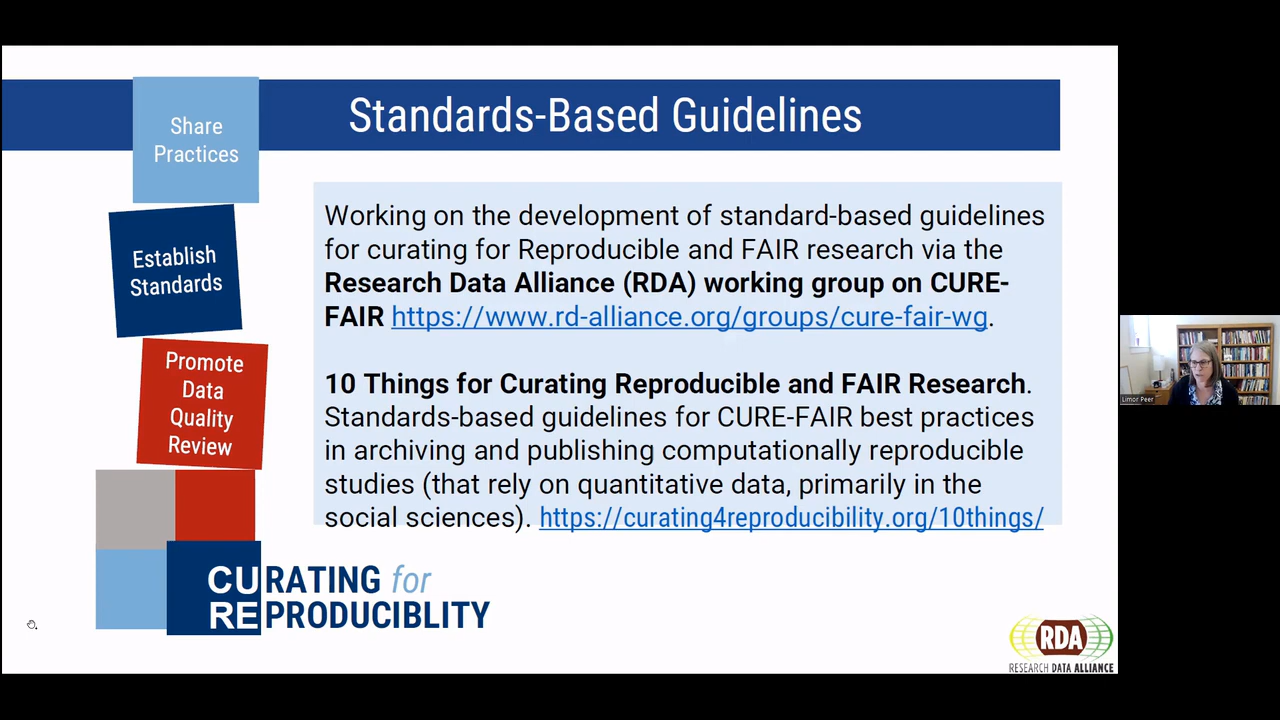 Standards-Based Guidelines
Share
Practices
Establish
Standards
Promote
Data
Quality
Review
Working on the development of standard-based guidelines
for curating for Reproducible and FAIR research via the
Research Data Alliance (RDA) working group on CURE-
FAIR https://www.rd-alliance.org/groups/cure-fair-wg.
10 Things for Curating Reproducible and FAIR Research.
Standards-based guidelines for CURE-FAIR best practices
in archiving and publishing computationally reproducible
studies (that rely on quantitative data, primarily in the
social sciences). https://curating4reproducibility.org/10things/
CURATING for
REPRODUCIBLITY
RDA
RESEARCH DATA ALLIANCE
Limor Peer